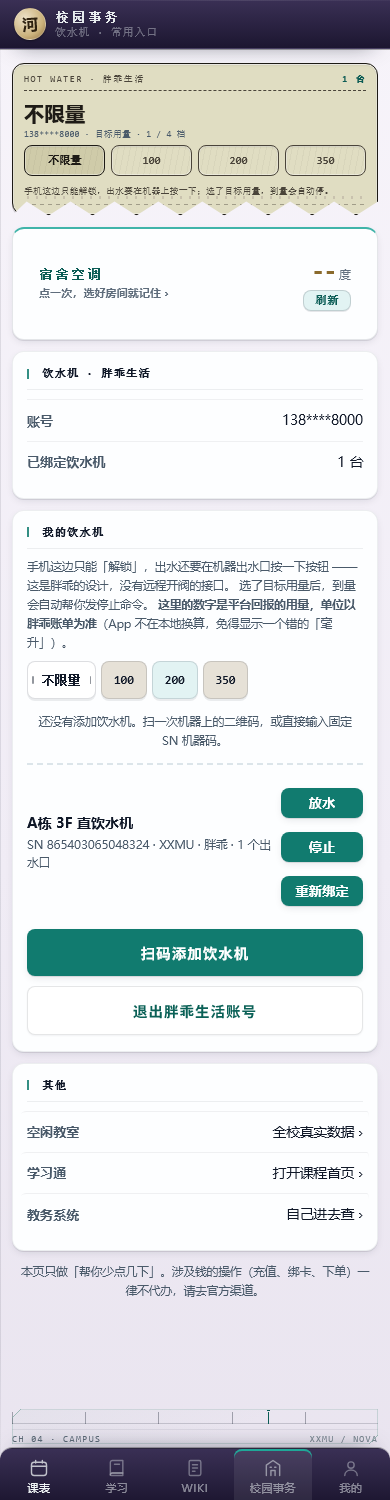 河
校园事务
饮水机 · 常用入口
HOT WATER · 胖乖生活 1 台
不限量
138****8000 · 目标用量 · 1 / 4 档
不限量 100 200 350
手机这边只能解锁，出水要在机器上按一下；选了目标用量，到量会自动停。
宿舍空调
点一次，选好房间就记住 ›
-- 度
刷新
饮水机 · 胖乖生活
账号 138****8000
已绑定饮水机 1 台
我的饮水机
手机这边只能「解锁」，出水还要在机器出水口按一下按钮 ——
这是胖乖的设计，没有远程开阀的接口。 选了目标用量后，到量
会自动帮你发停止命令。 这里的数字是平台回报的用量，单位以
胖乖账单为准（App 不在本地换算，免得显示一个错的「毫
升」）。
不限量 100 200 350
还没有添加饮水机。扫一次机器上的二维码，或直接输入固定
SN 机器码。
A栋 3F 直饮水机
SN 865403065048324 · XXMU · 胖乖 · 1 个出
水口
放水
停止
重新绑定
扫码添加饮水机
退出胖乖生活账号
其他
空闲教室 全校真实数据 ›
学习通 打开课程首页 ›
教务系统 自己进去查 ›
本页只做「帮你少点几下」。涉及钱的操作（充值、绑卡、下单）一
律不代办，请去官方渠道。
CH 04 · CAMPUS XXMU / NOVA
课表 学习 WIKI 校园事务 我的